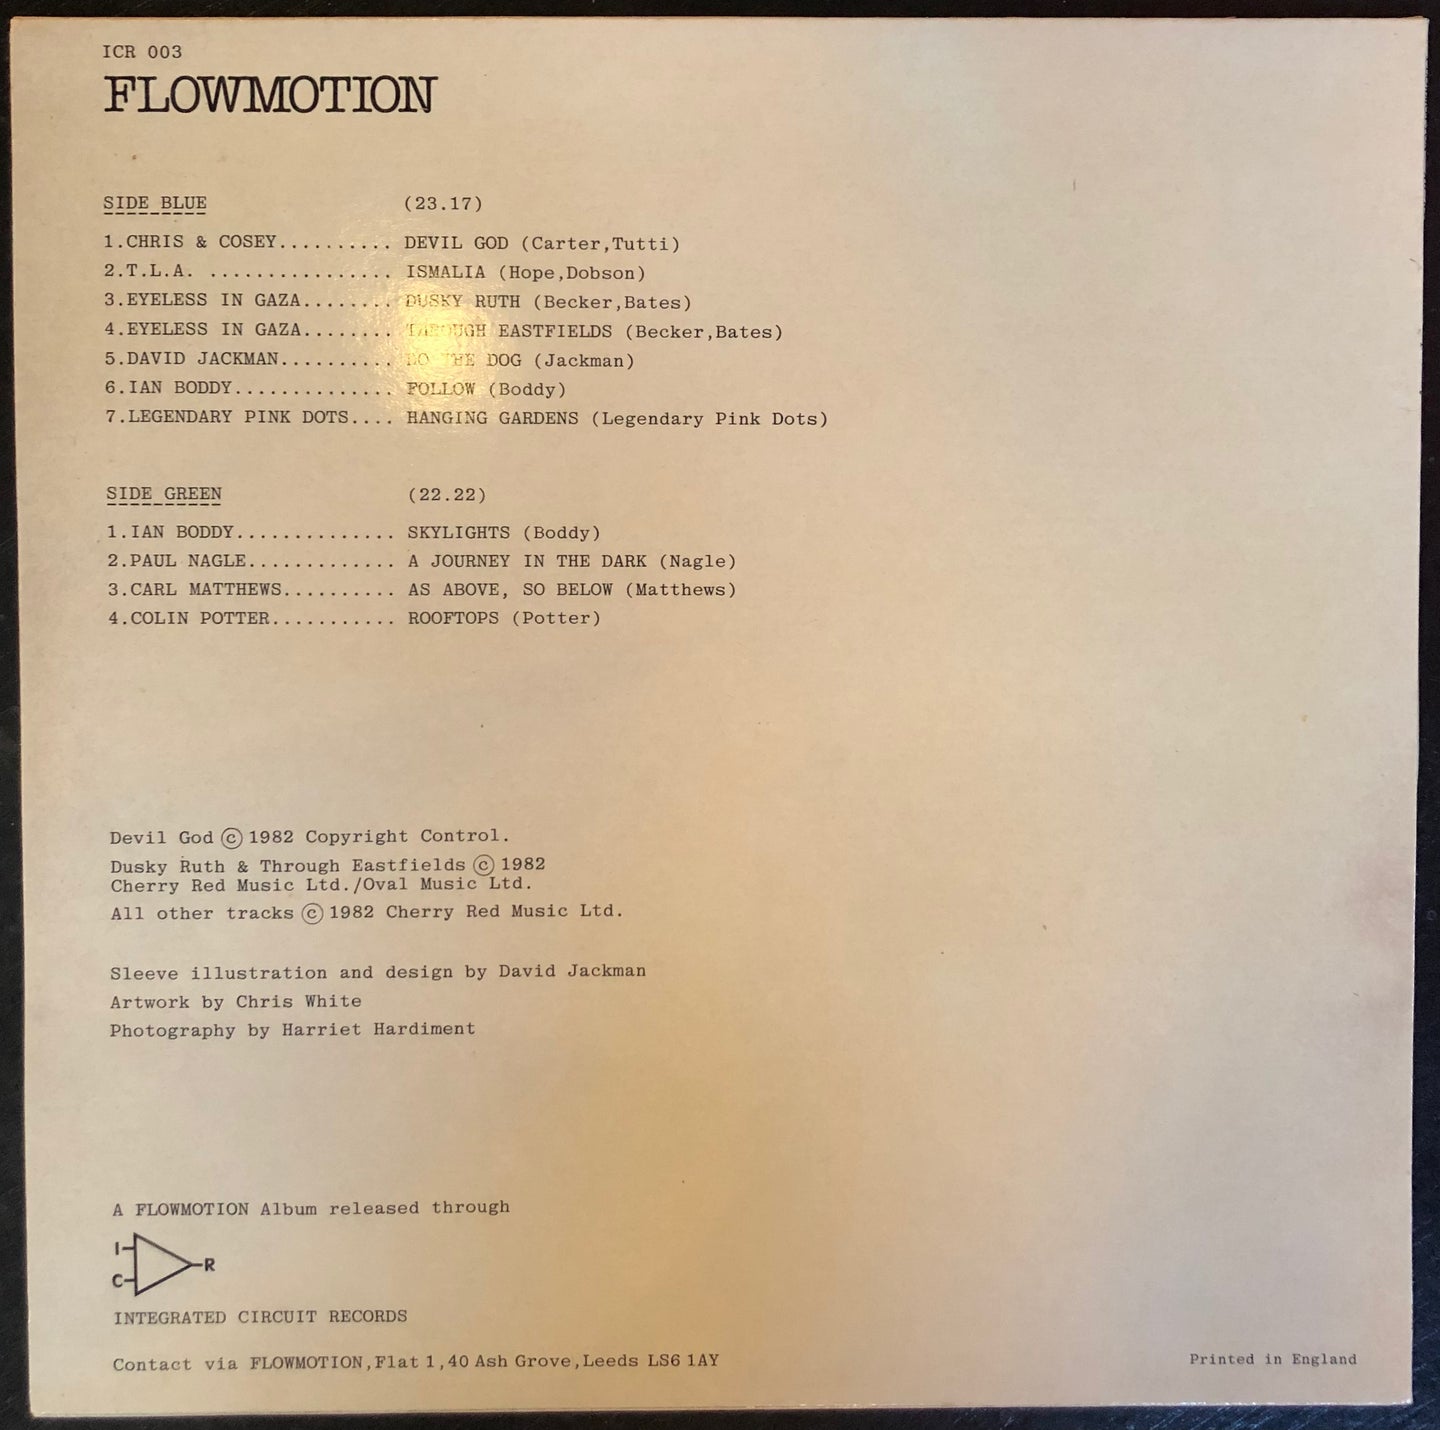 ICR 003
FLOWMOTION
SIDE BLUE (23.17)
1.CHRIS & COSEY.......... DEVIL GOD (Carter,Tutti)
2.T.L.A. ................ ISMALIA (Hope,Dobson)
3.EYELESS IN GAZA........ DUSKY RUTH (Becker,Bates)
4.EYELESS IN GAZA........ THROUGH EASTFIELDS (Becker,Bates)
5.DAVID JACKMAN.......... DO THE DOG (Jackman)
6.IAN BODDY.............. FOLLOW (Boddy)
7.LEGENDARY PINK DOTS.... HANGING GARDENS (Legendary Pink Dots)
SIDE GREEN (22.22)
1.IAN BODDY.............. SKYLIGHTS (Boddy)
2.PAUL NAGLE............. A JOURNEY IN THE DARK (Nagle)
3.CARL MATTHEWS.......... AS ABOVE, SO BELOW (Matthews)
4.COLIN POTTER........... ROOFTOPS (Potter)
Devil God © 1982 Copyright Control.
Dusky Ruth & Through Eastfields © 1982
Cherry Red Music Ltd./Oval Music Ltd.
All other tracks © 1982 Cherry Red Music Ltd.
Sleeve illustration and design by David Jackman
Artwork by Chris White
Photography by Harriet Hardiment
A FLOWMOTION Album released through
I
C R
INTEGRATED CIRCUIT RECORDS
Contact via FLOWMOTION,Flat 1,40 Ash Grove,Leeds LS6 1AY
Printed in England